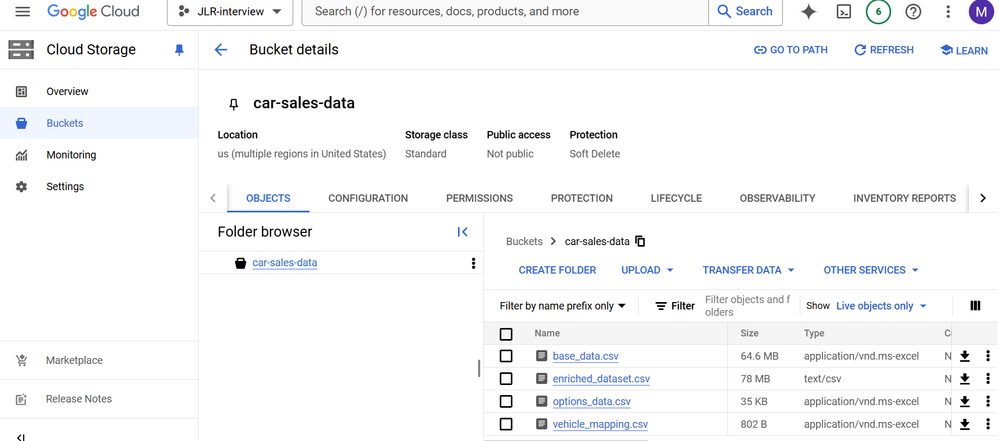 Google Cloud
JLR-interview
Search (/) for resources, docs, products, and more
Search
6
M
Cloud Storage
Bucket details
GO TO PATH
REFRESH
LEARN
Overview
Buckets
Monitoring
Settings
Marketplace
Release Notes
car-sales-data
Location
Storage class
Public access
Protection
us (multiple regions in United States)
Standard
Not public
Soft Delete
OBJECTS
CONFIGURATION
PERMISSIONS
PROTECTION
LIFECYCLE
OBSERVABILITY
INVENTORY REPORTS
Folder browser
car-sales-data
Buckets
car-sales-data
CREATE FOLDER
UPLOAD
TRANSFER DATA
OTHER SERVICES
Filter by name prefix only
Filter
Filter objects and f
olders
Show
Live objects only
Name
Size
Type
base_data.csv
64.6 MB
application/vnd.ms-excel
N
enriched_dataset.csv
78 MB
text/csv
N
options_data.csv
35 KB
application/vnd.ms-excel
N
vehicle_mapping.csv
802 B
application/vnd.ms-excel
N